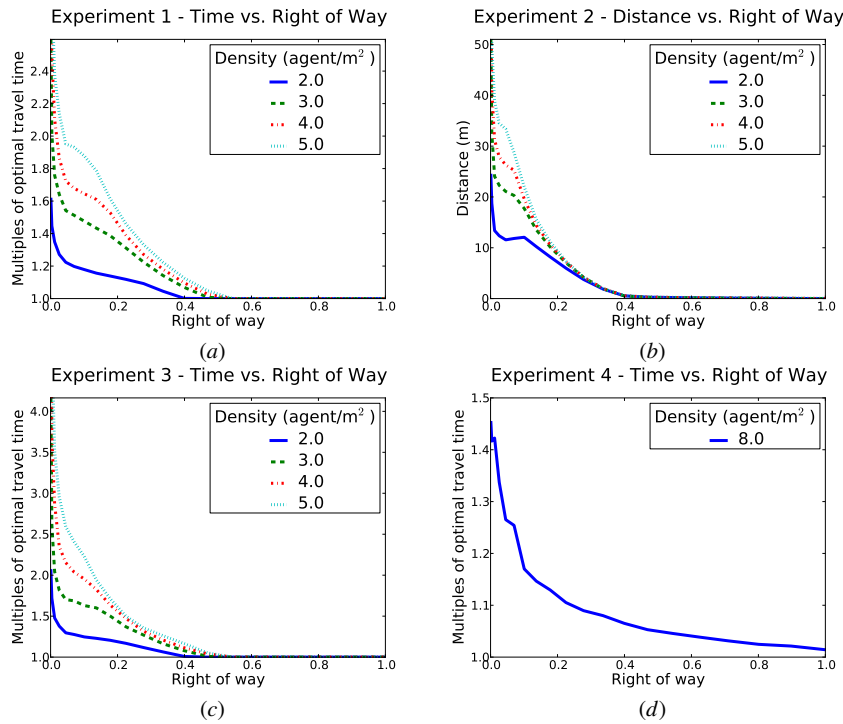 Experiment 1 - Time vs. Right of Way
Multiples of optimal travel time
2.6
2.4
2.2
2.0
1.8
1.6
1.4
1.2
1.0
0.0 0.2 0.4 0.6 0.8 1.0
Right of way
Density (agent/m² )
2.0
3.0
4.0
5.0
(a)
Experiment 2 - Distance vs. Right of Way
Distance (m)
50
40
30
20
10
0
0.0 0.2 0.4 0.6 0.8 1.0
Right of way
Density (agent/m² )
2.0
3.0
4.0
5.0
(b)
Experiment 3 - Time vs. Right of Way
Multiples of optimal travel time
4.0
3.5
3.0
2.5
2.0
1.5
1.0
0.0 0.2 0.4 0.6 0.8 1.0
Right of way
Density (agent/m² )
2.0
3.0
4.0
5.0
(c)
Experiment 4 - Time vs. Right of Way
Multiples of optimal travel time
1.5
1.4
1.3
1.2
1.1
1.0
0.0 0.2 0.4 0.6 0.8 1.0
Right of way
Density (agent/m² )
8.0
(d)